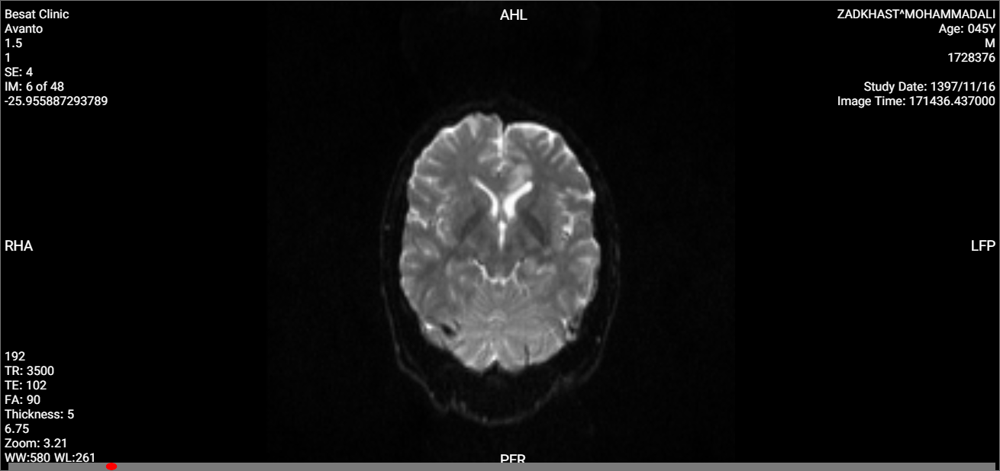 Besat Clinic
Avanto
1.5
1
SE: 4
IM: 6 of 48
-25.955887293789
AHL
ZADKHAST^MOHAMMADALI
Age: 045Y
M
1728376
Study Date: 1397/11/16
Image Time: 171436.437000
RHA
LFP
192
TR: 3500
TE: 102
FA: 90
Thickness: 5
6.75
Zoom: 3.21
WW:580 WL:261
PFR